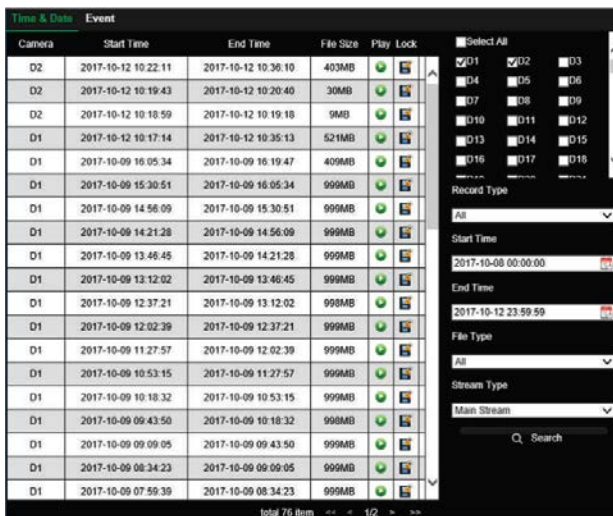 Time & Date Event
Camera Start Time End Time File Size Play Lock
D2 2017-10-12 10:22:11 2017-10-12 10:36:10 403MB
D2 2017-10-12 10:19:43 2017-10-12 10:20:40 30MB
D2 2017-10-12 10:18:59 2017-10-12 10:19:18 9MB
D1 2017-10-12 10:17:14 2017-10-12 10:35:13 521MB
D1 2017-10-09 16:05:34 2017-10-09 16:19:47 409MB
D1 2017-10-09 15:30:51 2017-10-09 16:05:34 999MB
D1 2017-10-09 14:56:09 2017-10-09 15:30:51 999MB
D1 2017-10-09 14:21:28 2017-10-09 14:56:09 999MB
D1 2017-10-09 13:46:45 2017-10-09 14:21:28 999MB
D1 2017-10-09 13:12:02 2017-10-09 13:46:45 999MB
D1 2017-10-09 12:37:21 2017-10-09 13:12:02 998MB
D1 2017-10-09 12:02:39 2017-10-09 12:37:21 999MB
D1 2017-10-09 11:27:57 2017-10-09 12:02:39 999MB
D1 2017-10-09 10:53:15 2017-10-09 11:27:57 999MB
D1 2017-10-09 10:18:32 2017-10-09 10:53:15 999MB
D1 2017-10-09 09:43:50 2017-10-09 10:18:32 998MB
D1 2017-10-09 09:09:05 2017-10-09 09:43:50 999MB
D1 2017-10-09 08:34:23 2017-10-09 09:09:05 999MB
D1 2017-10-09 07:59:39 2017-10-09 08:34:23 999MB
total 76 item << < 1/2 > >>
Select All
D1 D2 D3
D4 D5 D6
D7 D8 D9
D10 D11 D12
D13 D14 D15
D16 D17 D18
Record Type
All
Start Time
2017-10-08 00:00:00
End Time
2017-10-12 23:59:59
File Type
All
Stream Type
Main Stream
Search